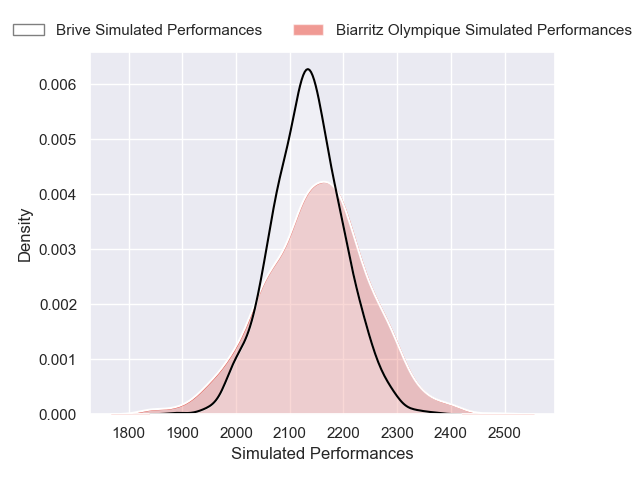 Brive Simulated Performances
Biarritz Olympique Simulated Performances
Density
0.006
0.005
0.004
0.003
0.002
0.001
0.000
1800 1900 2000 2100 2200 2300 2400 2500
Simulated Performances